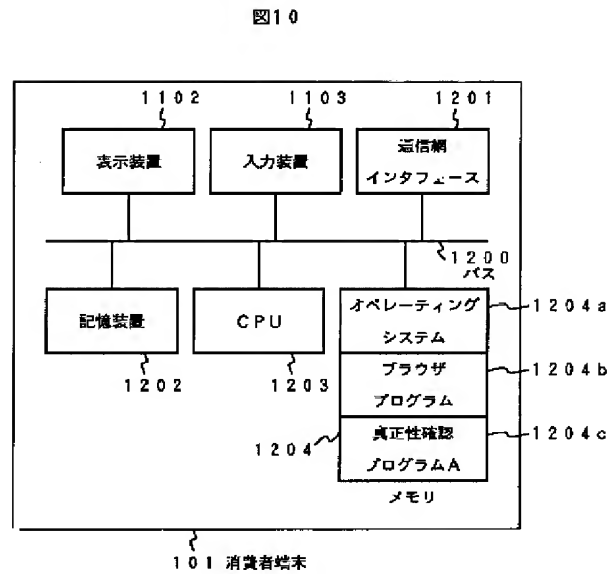 図10
1102
1103
1201
表示装置
入力装置
通信網
インタフェース
1200
バス
記憶装置
CPU
オペレーティング
システム
1204a
1202
1203
ブラウザ
プログラム
1204b
1204
真正性確認
プログラムA
1204c
メモリ
101 消費者端末